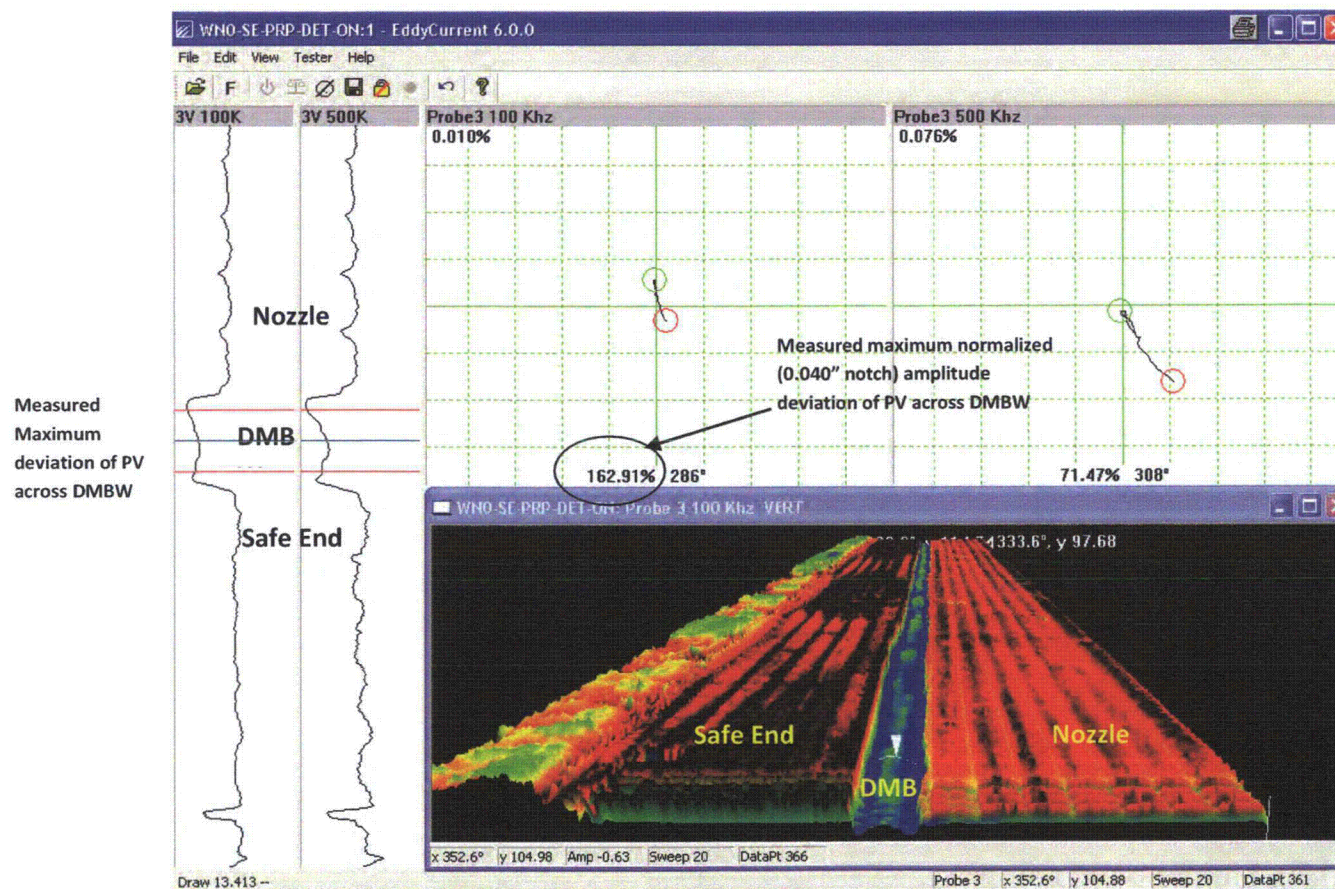 WN0-SE-PRP-DET-ON:1 - EddyCurrent 6.0.0
File Edit View Tester Help
F
3V 100K
3V 500K
Probe3 100 Khz
0.010%
Probe3 500 Khz
0.076%
Nozzle
Measured maximum normalized
(0.040" notch) amplitude
deviation of PV across DMBW
Measured
Maximum
deviation of PV
across DMBW
DMB
162.91% 286°
71.47% 308°
Safe End
WN0-SE-PRP-DET-ON: Probe 3 100 Khz VERT
333.6°, y 97.68
Safe End
DMB
Nozzle
x 352.6° y 104.98 Amp -0.63 Sweep 20 DataPt 366
Draw 13.413 --
Probe 3 x 352.6° y 104.88 Sweep 20 DataPt 361